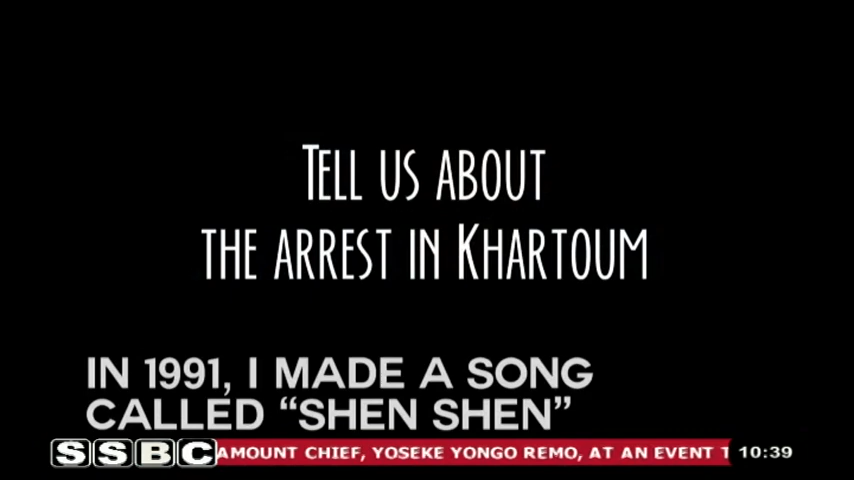 TELL US ABOUT
THE ARREST IN KHARTOUM
IN 1991, I MADE A SONG
CALLED “SHEN SHEN”
SSBC AMOUNT CHIEF, YOSEKE YONGO REMO, AT AN EVENT 10:39